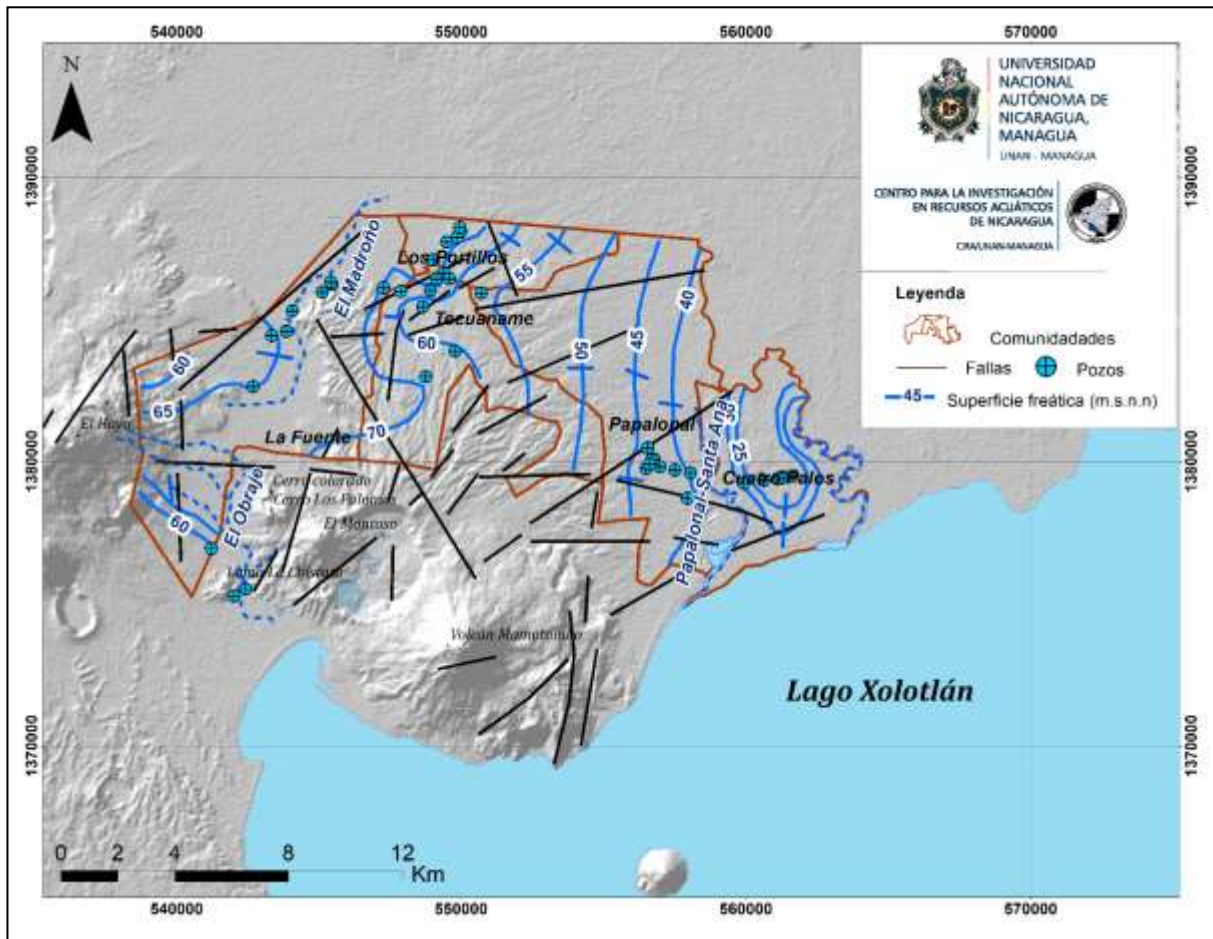 540000 550000 560000 570000
N
UNIVERSIDAD
NACIONAL
AUTÓNOMA DE
NICARAGUA,
MANAGUA
UNAN - MANAGUA
CENTRO PARA LA INVESTIGACIÓN
EN RECURSOS ACUÁTICOS
DE NICARAGUA
CIRA/UNAN-MANAGUA
Leyenda
Comunidadades
Fallas
Pozos
45
Superficie freática (m.s.n.n)
1390000
1390000
El Madroño
Los Portillos
55
Tecuaname
60
60
50
45
40
65
El Hoyo
La Fuente
70
Papalonal
Papalonal-Santa Ana
30
25
1380000
1380000
Cerro colorado
Cerro Los Palomos
El Montoso
El Obraje
60
Cuatro Palos
Volcán Momotombo
Lago Xolotlán
1370000
1370000
0 2 4 8 12
Km
540000 550000 560000 570000